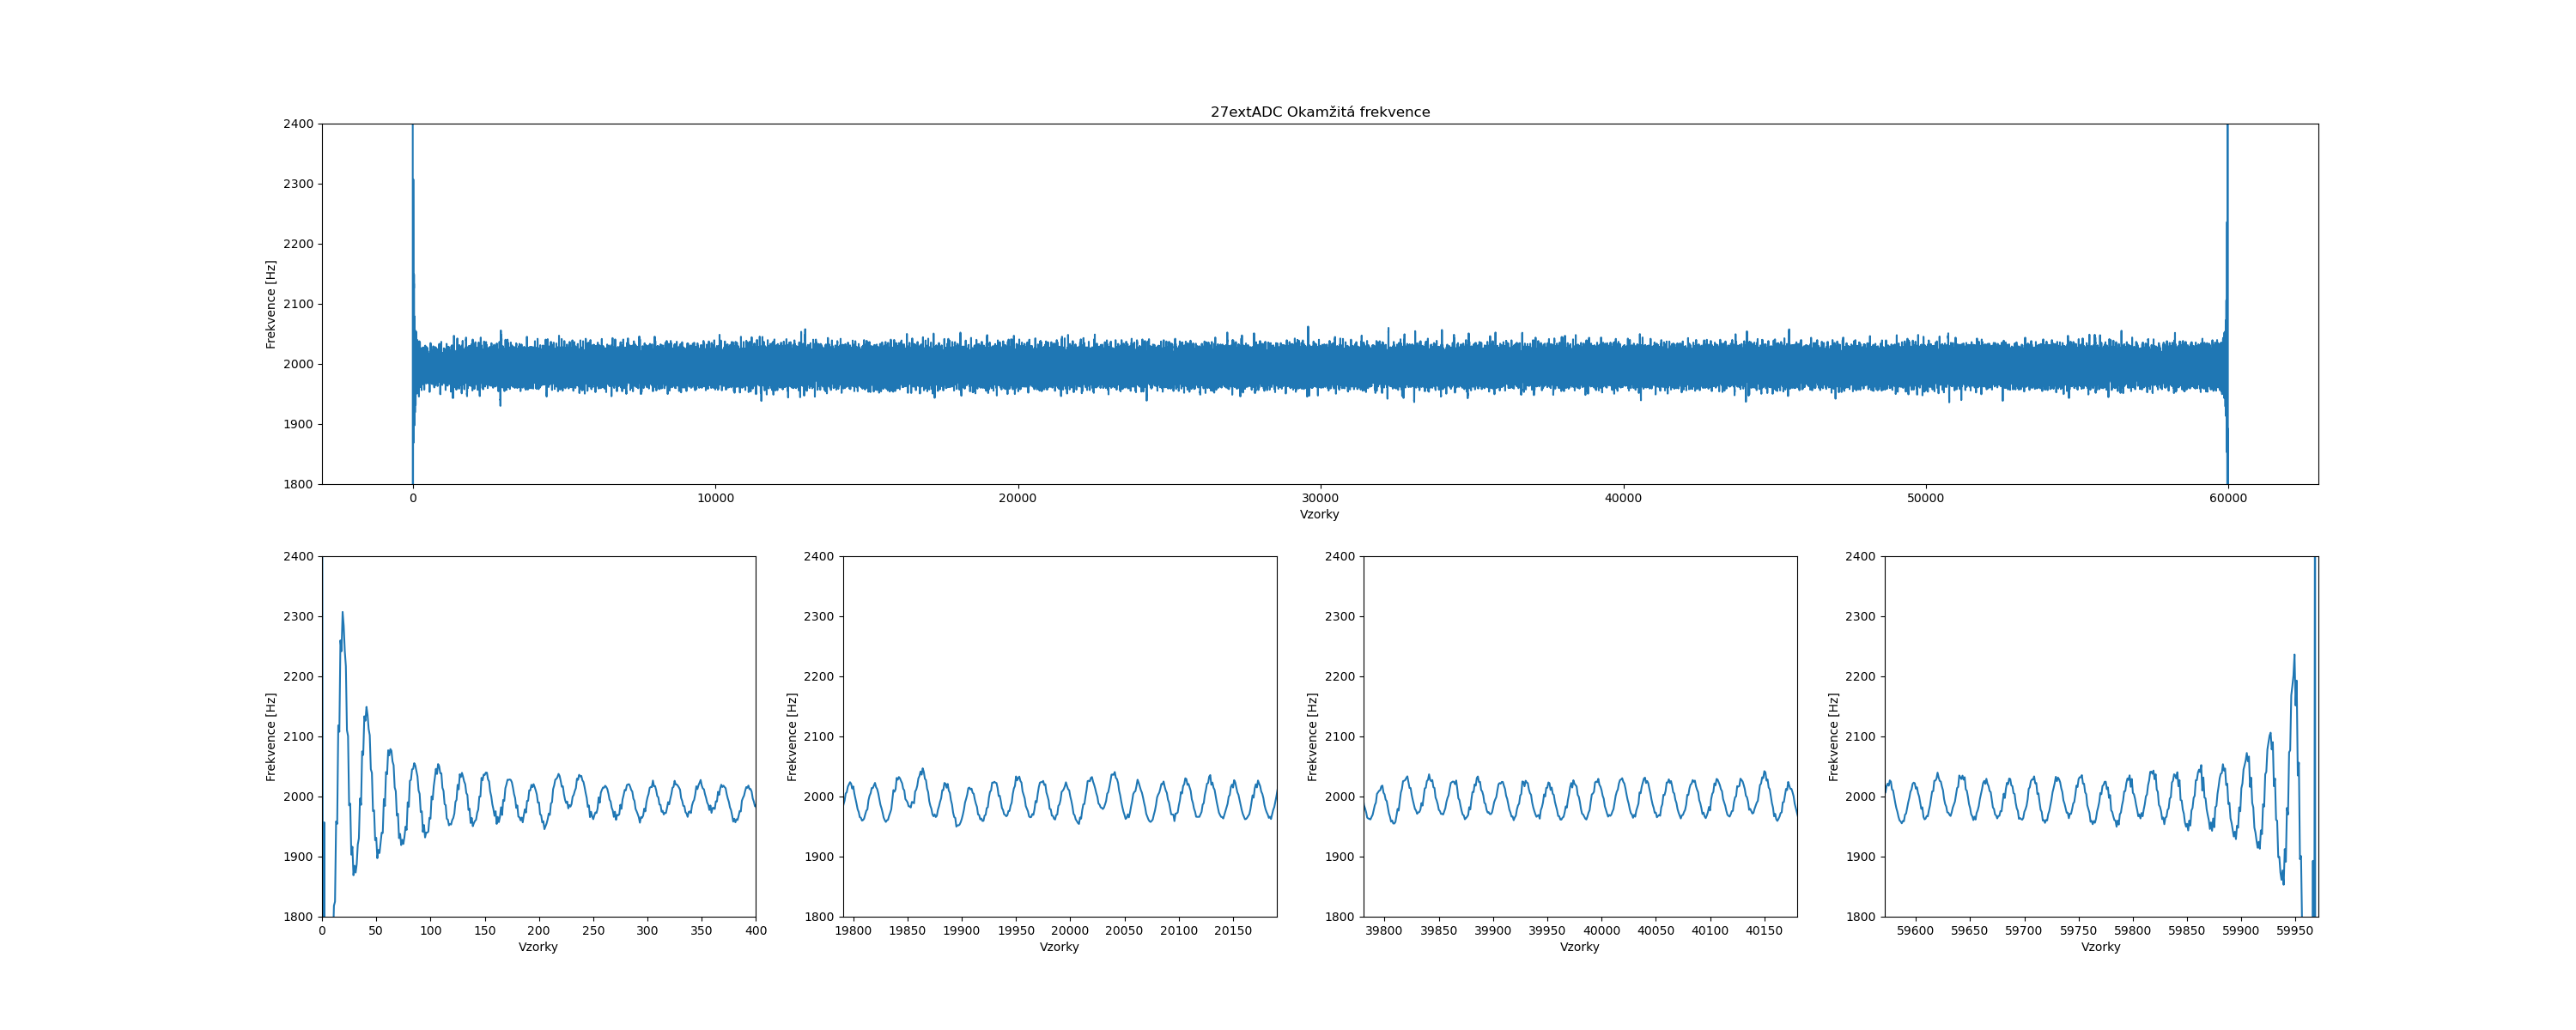 27extADC Okamžitá frekvence
2400
2300
2200
2100
2000
1900
1800
Frekvence [Hz]
0 10000 20000 30000 40000 50000 60000
Vzorky
2400 2400 2400 2400
2300 2300 2300 2300
2200 2200 2200 2200
2100 2100 2100 2100
2000 2000 2000 2000
1900 1900 1900 1900
1800 1800 1800 1800
Frekvence [Hz] Frekvence [Hz] Frekvence [Hz] Frekvence [Hz]
0 50 100 150 200 250 300 350 400 19800 19850 19900 19950 20000 20050 20100 20150 39800 39850 39900 39950 40000 40050 40100 40150 59600 59650 59700 59750 59800 59850 59900 59950
Vzorky Vzorky Vzorky Vzorky